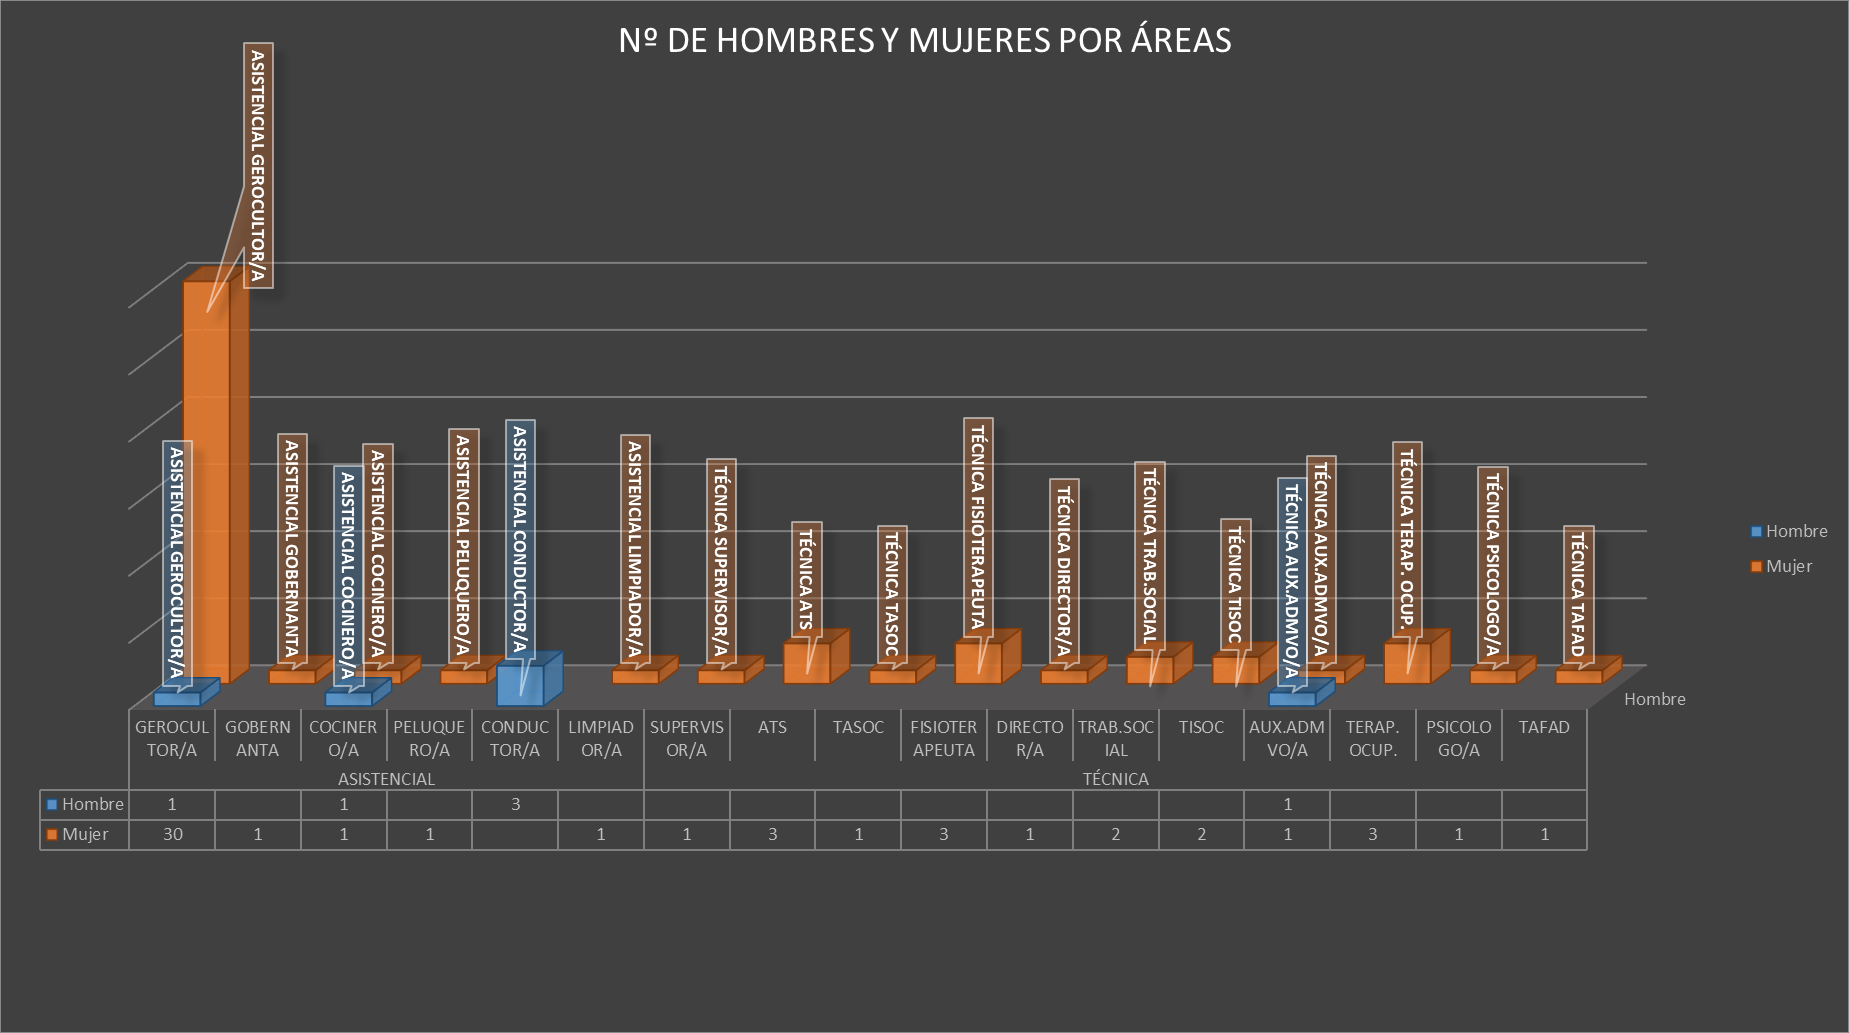 Nº DE HOMBRES Y MUJERES POR ÁREAS
ASISTENCIAL GEROCULTOR/A
ASISTENCIAL GEROCULTOR/A
ASISTENCIAL GOBERNANTA
ASISTENCIAL COCINERO/A
ASISTENCIAL COCINERO/A
ASISTENCIAL PELUQUERO/A
ASISTENCIAL CONDUCTOR/A
ASISTENCIAL LIMPIADOR/A
TÉCNICA SUPERVISOR/A
TÉCNICA ATS
TÉCNICA TASOC
TÉCNICA FISIOTERAPEUTA
TÉCNICA DIRECTOR/A
TÉCNICA TRAB.SOCIAL
TÉCNICA TISOC
TÉCNICA AUX.ADMVO/A
TÉCNICA AUX.ADMVO/A
TÉCNICA TERAP. OCUP.
TÉCNICA PSICOLOGO/A
TÉCNICA TAFAD
Hombre
Mujer
Hombre
GEROCUL GOBERN COCINER PELUQUE CONDUC LIMPIAD SUPERVIS ATS TASOC FISIOTER DIRECTO TRAB.SOC TISOC AUX.ADM TERAP. PSICOLO TAFAD
TOR/A ANTA O/A RO/A TOR/A OR/A OR/A APEUTA R/A IAL VO/A OCUP. GO/A
ASISTENCIAL TÉCNICA
Hombre 1 1 3 1
Mujer 30 1 1 1 1 1 3 1 3 1 2 2 1 3 1 1